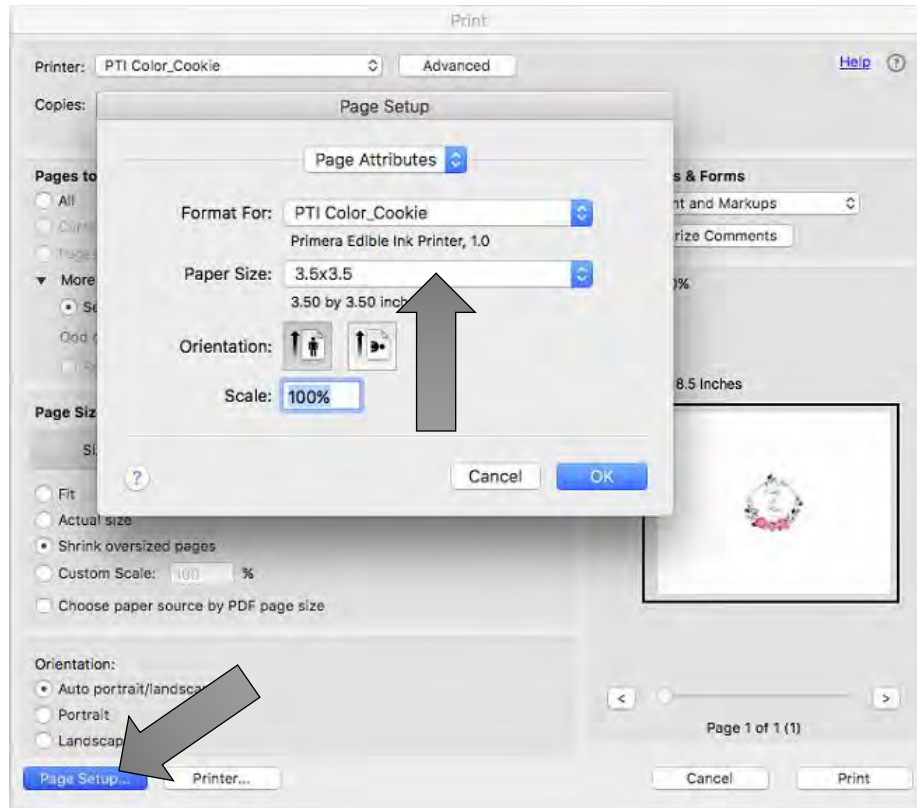 Print
Printer: PTI Color_Cookie Advanced Help ?
Copies:
Page Setup
Page Attributes
Pages to
All
s & Forms
Format For: PTI Color_Cookie
nt and Markups
Primera Edible Ink Printer, 1.0
rize Comments
More
Paper Size: 3.5x3.5
3.50 by 3.50 inch
Orientation:
8.5 Inches
Scale: 100%
Page Siz
? Cancel OK
Fit
Actual size
Shrink oversized pages
Custom Scale: 100 %
Choose paper source by PDF page size
Orientation:
Auto portrait/landsca
Portrait
Landscap
Page 1 of 1 (1)
< >
Page Setup... Printer... Cancel Print